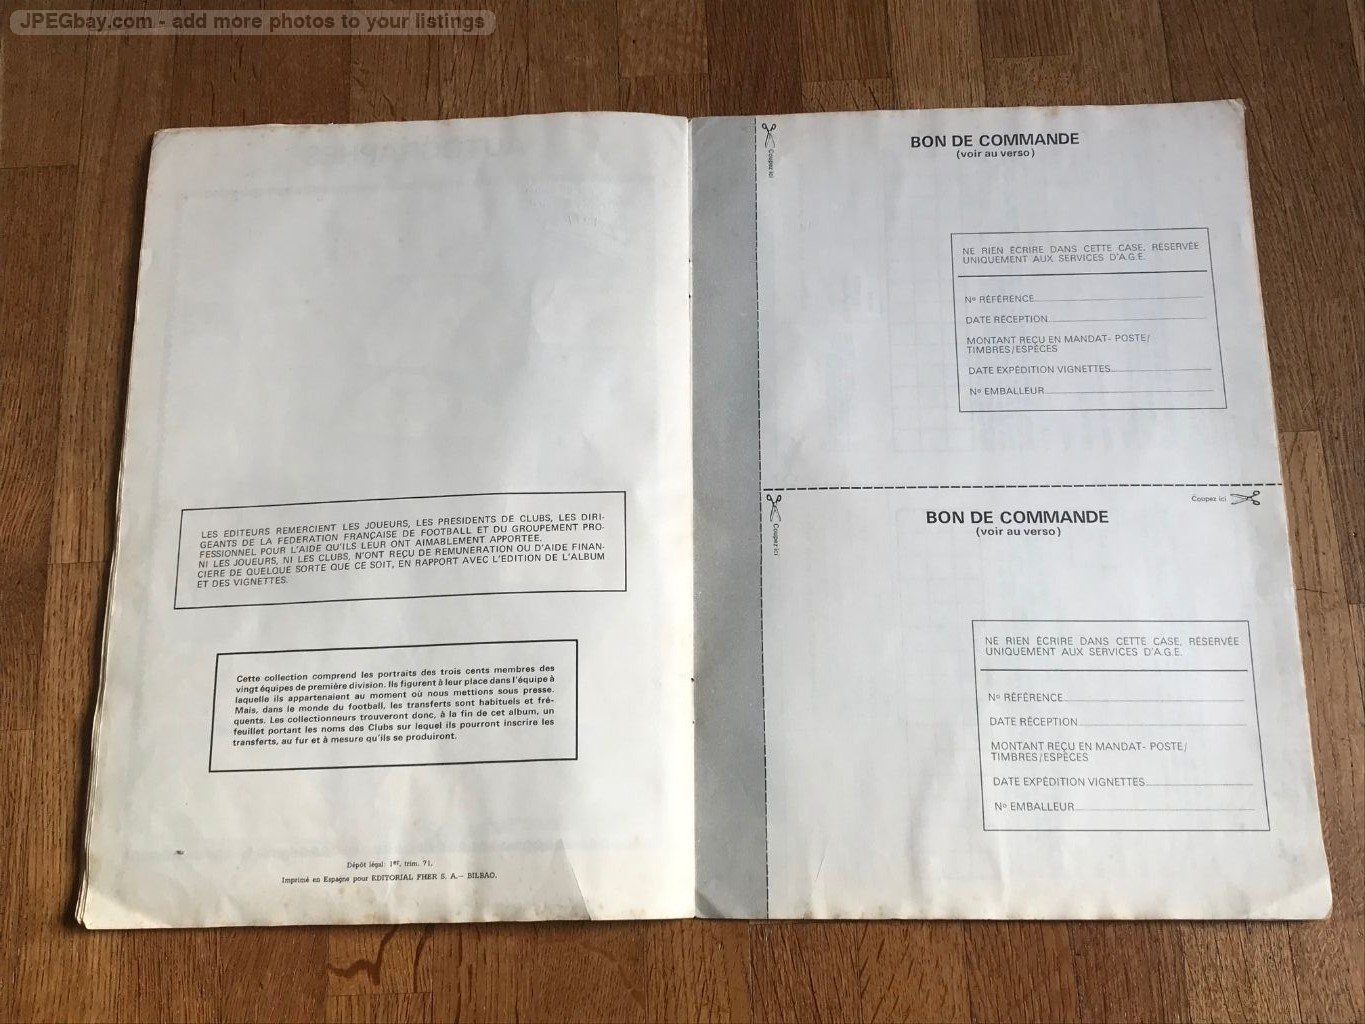 JPEGbay.com - add more photos to your listings
LES EDITEURS REMERCIENT LES JOUEURS, LES PRESIDENTS DE CLUBS, LES DIRI-
GEANTS DE LA FEDERATION FRANÇAISE DE FOOTBALL ET DU GROUPEMENT PRO-
FESSIONNEL POUR L'AIDE QU'ILS LEUR ONT AIMABLEMENT APPORTEE.
NI LES JOUEURS, NI LES CLUBS, N'ONT REÇU DE REMUNERATION OU D'AIDE FINAN-
CIERE DE QUELQUE SORTE QUE CE SOIT, EN RAPPORT AVEC L'EDITION DE L'ALBUM
ET DES VIGNETTES.
Cette collection comprend les portraits des trois cents membres des
vingt équipes de première division. Ils figurent à leur place dans l'équipe à
laquelle ils appartenaient au moment où nous mettions sous presse.
Mais, dans le monde du football, les transferts sont habituels et fré-
quents. Les collectionneurs trouveront donc, à la fin de cet album, un
feuillet portant les noms des Clubs sur lequel ils pourront inscrire les
transferts, au fur et à mesure qu'ils se produiront.
Dépôt légal: 1er, trim. 71.
Imprimé en Espagne pour EDITORIAL FHER S. A.— BILBAO.
Coupez ici
BON DE COMMANDE
(voir au verso)
NE RIEN ÉCRIRE DANS CETTE CASE, RÉSERVÉE
UNIQUEMENT AUX SERVICES D'A.G.E.
Nº RÉFÉRENCE
DATE RÉCEPTION
MONTANT REÇU EN MANDAT- POSTE/
TIMBRES/ESPÈCES
DATE EXPÉDITION VIGNETTES
Nº EMBALLEUR
Coupez ici
Coupez ici
BON DE COMMANDE
(voir au verso)
NE RIEN ÉCRIRE DANS CETTE CASE, RÉSERVÉE
UNIQUEMENT AUX SERVICES D'A.G.E.
Nº RÉFÉRENCE
DATE RÉCEPTION
MONTANT REÇU EN MANDAT- POSTE/
TIMBRES/ESPÈCES
DATE EXPÉDITION VIGNETTES
Nº EMBALLEUR